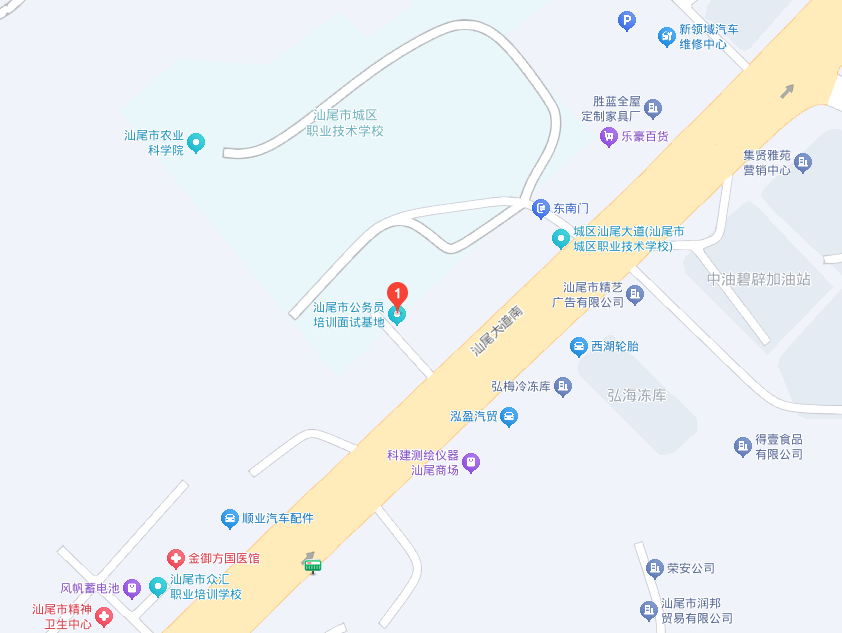 P
新领域汽车
维修中心
胜蓝全屋
定制家具厂
汕尾市城区
职业技术学校
汕尾市农业
科学院
乐豪百货
集贤雅苑
营销中心
东南门
城区汕尾大道(汕尾市
城区职业技术学校)
中油碧辟加油站
汕尾市精艺
广告有限公司
1
汕尾市公务员
培训面试基地
汕尾大道南
西湖轮胎
弘梅冷冻库
弘海冻库
泓盈汽贸
得壹食品
有限公司
科建测绘仪器
汕尾商场
顺业汽车配件
金御方国医馆
荣安公司
汕尾市众汇
职业培训学校
风帆蓄电池
汕尾市精神
卫生中心
汕尾市润邦
贸易有限公司